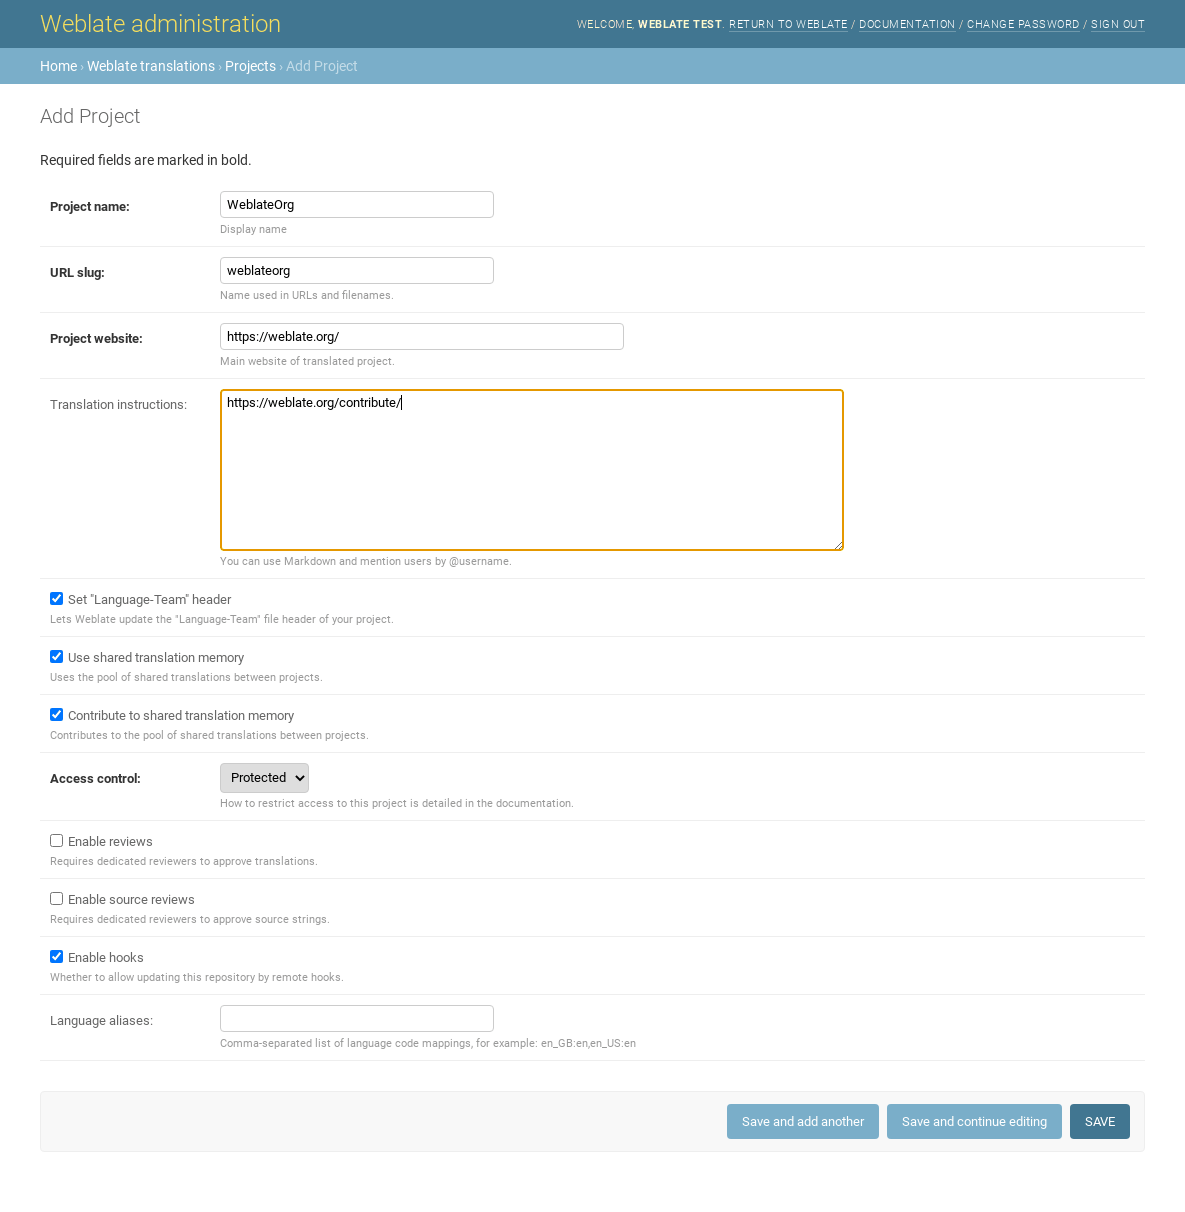 Weblate administration
WELCOME, WEBLATE TEST. RETURN TO WEBLATE / DOCUMENTATION / CHANGE PASSWORD / SIGN OUT
Home › Weblate translations › Projects › Add Project
Add Project
Required fields are marked in bold.
Project name:
WeblateOrg
Display name
URL slug:
weblateorg
Name used in URLs and filenames.
Project website:
https://weblate.org/
Main website of translated project.
Translation instructions:
https://weblate.org/contribute/
You can use Markdown and mention users by @username.
Set "Language-Team" header
Lets Weblate update the "Language-Team" file header of your project.
Use shared translation memory
Uses the pool of shared translations between projects.
Contribute to shared translation memory
Contributes to the pool of shared translations between projects.
Access control:
Protected
How to restrict access to this project is detailed in the documentation.
Enable reviews
Requires dedicated reviewers to approve translations.
Enable source reviews
Requires dedicated reviewers to approve source strings.
Enable hooks
Whether to allow updating this repository by remote hooks.
Language aliases:
Comma-separated list of language code mappings, for example: en_GB:en,en_US:en
Save and add another
Save and continue editing
SAVE